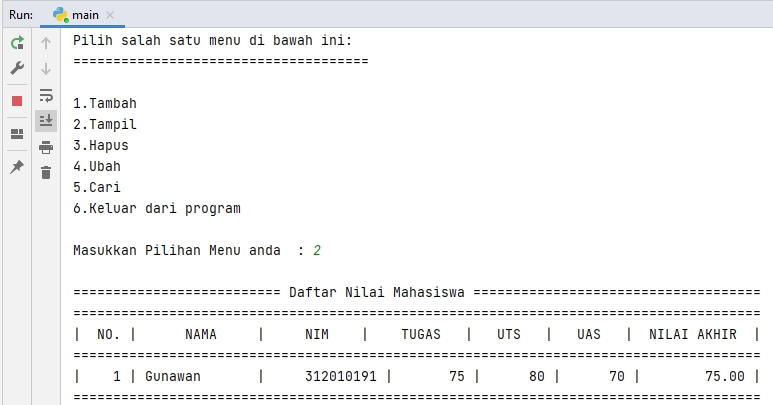 Run: main
Pilih salah satu menu di bawah ini:
=====================================
1.Tambah
2.Tampil
3.Hapus
4.Ubah
5.Cari
6.Keluar dari program
Masukkan Pilihan Menu anda  : 2
========================== Daftar Nilai Mahasiswa ====================================
======================================================================================
|  NO. |      NAMA     |     NIM    |    TUGAS   |   UTS   |   UAS   |  NILAI AKHIR  |
======================================================================================
|    1 | Gunawan       |     312010191 |       75 |      80 |      70 |         75.00 |
======================================================================================